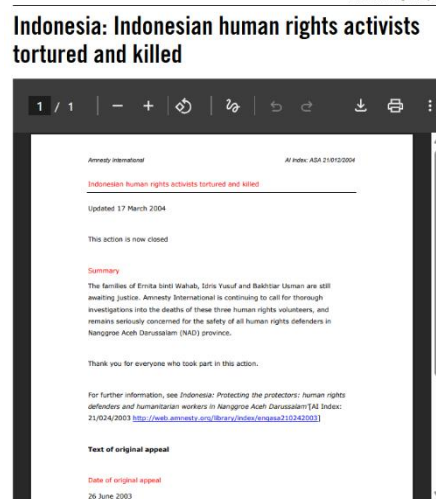 Indonesia: Indonesian human rights activists
tortured and killed
1 / 1
Amnesty International AI Index: ASA 21/012/2004
Indonesian human rights activists tortured and killed
Updated 17 March 2004
This action is now closed
Summary
The families of Ernita binti Wahab, Idris Yusuf and Bakhtiar Usman are still
awaiting justice. Amnesty International is continuing to call for thorough
investigations into the deaths of these three human rights volunteers, and
remains seriously concerned for the safety of all human rights defenders in
Nanggroe Aceh Darussalam (NAD) province.
Thank you for everyone who took part in this action.
For further information, see Indonesia: Protecting the protectors: human rights
defenders and humanitarian workers in Nanggroe Aceh Darussalam'[AI Index:
21/024/2003 http://web.amnesty.org/library/index/engasa210242003]
Text of original appeal
Date of original appeal
26 June 2003